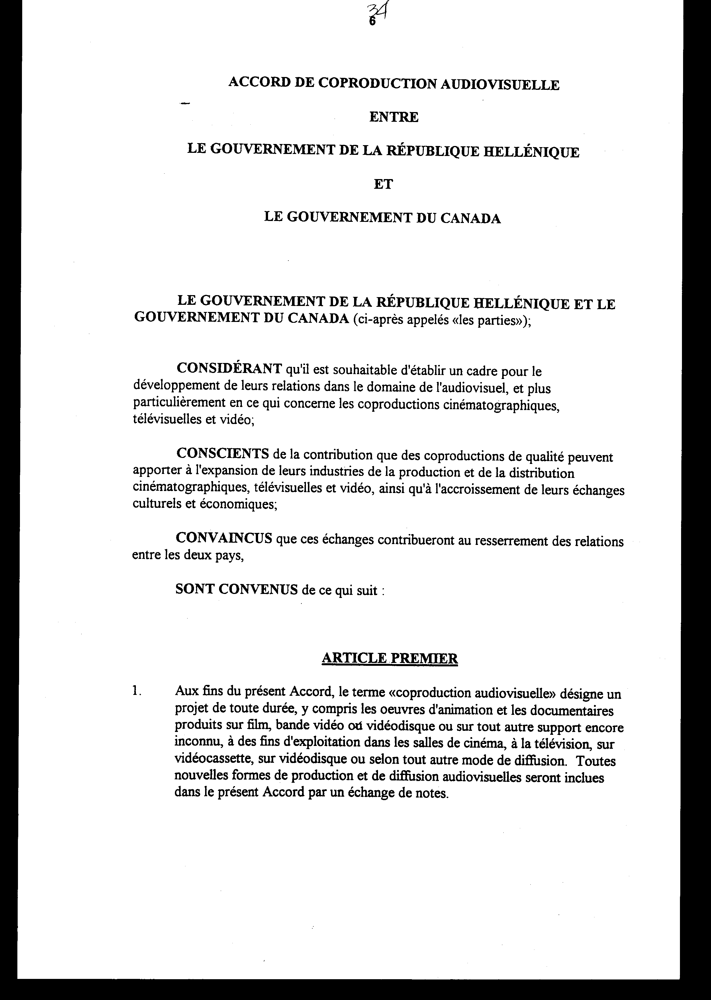 34
6
ACCORD DE COPRODUCTION AUDIOVISUELLE
ENTRE
LE GOUVERNEMENT DE LA RÉPUBLIQUE HELLÉNIQUE
ET
LE GOUVERNEMENT DU CANADA
LE GOUVERNEMENT DE LA RÉPUBLIQUE HELLÉNIQUE ET LE
GOUVERNEMENT DU CANADA (ci-après appelés «les parties»);
CONSIDÉRANT qu'il est souhaitable d'établir un cadre pour le
développement de leurs relations dans le domaine de l'audiovisuel, et plus
particulièrement en ce qui concerne les coproductions cinématographiques,
télévisuelles et vidéo;
CONSCIENTS de la contribution que des coproductions de qualité peuvent
apporter à l'expansion de leurs industries de la production et de la distribution
cinématographiques, télévisuelles et vidéo, ainsi qu'à l'accroissement de leurs échanges
culturels et économiques;
CONVAINCUS que ces échanges contribueront au resserrement des relations
entre les deux pays,
SONT CONVENUS de ce qui suit :
ARTICLE PREMIER
1. Aux fins du présent Accord, le terme «coproduction audiovisuelle» désigne un
projet de toute durée, y compris les oeuvres d'animation et les documentaires
produits sur film, bande vidéo ou vidéodisque ou sur tout autre support encore
inconnu, à des fins d'exploitation dans les salles de cinéma, à la télévision, sur
vidéocassette, sur vidéodisque ou selon tout autre mode de diffusion. Toutes
nouvelles formes de production et de diffusion audiovisuelles seront inclues
dans le présent Accord par un échange de notes.